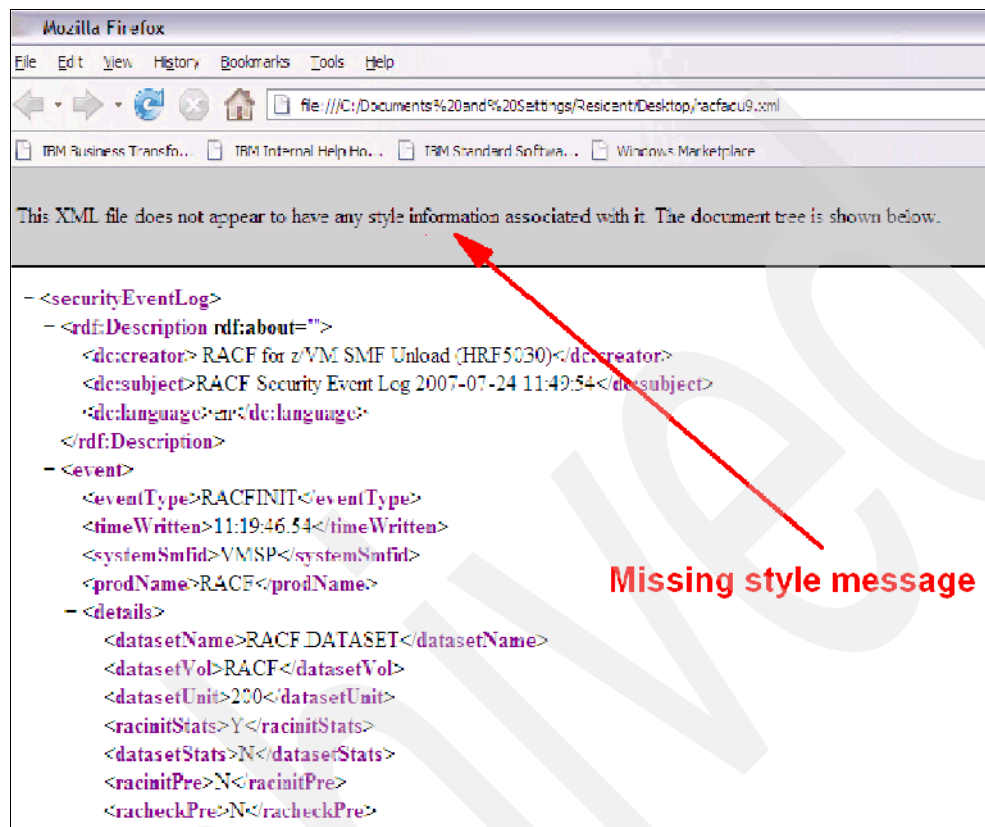 Mozilla Firefox
File Edit View History Bookmarks Tools Help
file:///C:/Documents%20and%20Settings/Resident/Desktop/racfadu9.xml
IBM Business Transfo... IBM Internal Help Ho... IBM Standard Softwa... Windows Marketplace
This XML file does not appear to have any style information associated with it. The document tree is shown below.
- <securityEventLog>
- <rdf:Description rdf:about="">
<dc:creator> RACF for z/VM SMF Unload (HRF5030)</dc:creator>
<dc:subject>RACF Security Event Log 2007-07-24 11:49:54</dc:subject>
<dc:language>en</dc:language>
</rdf:Description>
- <event>
<eventType>RACFINIT</eventType>
<timeWritten>11:19:46.54</timeWritten>
<systemSmfid>VMSP</systemSmfid>
<prodName>RACF</prodName>
Missing style message
- <details>
<datasetName>RACF.DATASET</datasetName>
<datasetVol>RACF</datasetVol>
<datasetUnit>200</datasetUnit>
<racinitStats>Y</racinitStats>
<datasetStats>N</datasetStats>
<racinitPre>N</racinitPre>
<racheckPre>N</racheckPre>